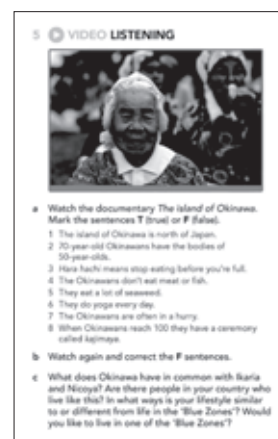 5 VIDEO LISTENING
a Watch the documentary The island of Okinawa.
Mark the sentences T (true) or F (false).
1 The island of Okinawa is north of Japan.
2 70-year-old Okinawans have the bodies of
50-year-olds.
3 Hara hachi means stop eating before you're full.
4 The Okinawans don't eat meat or fish.
5 They eat a lot of seaweed.
6 They do yoga every day.
7 The Okinawans are often in a hurry.
8 When Okinawans reach 100 they have a ceremony
called kajimaya.
b Watch again and correct the F sentences.
c What does Okinawa have in common with Ikaria
and Nicoya? Are there people in your country who
live like this? In what ways is your lifestyle similar
to or different from life in the 'Blue Zones'? Would
you like to live in one of the 'Blue Zones'?